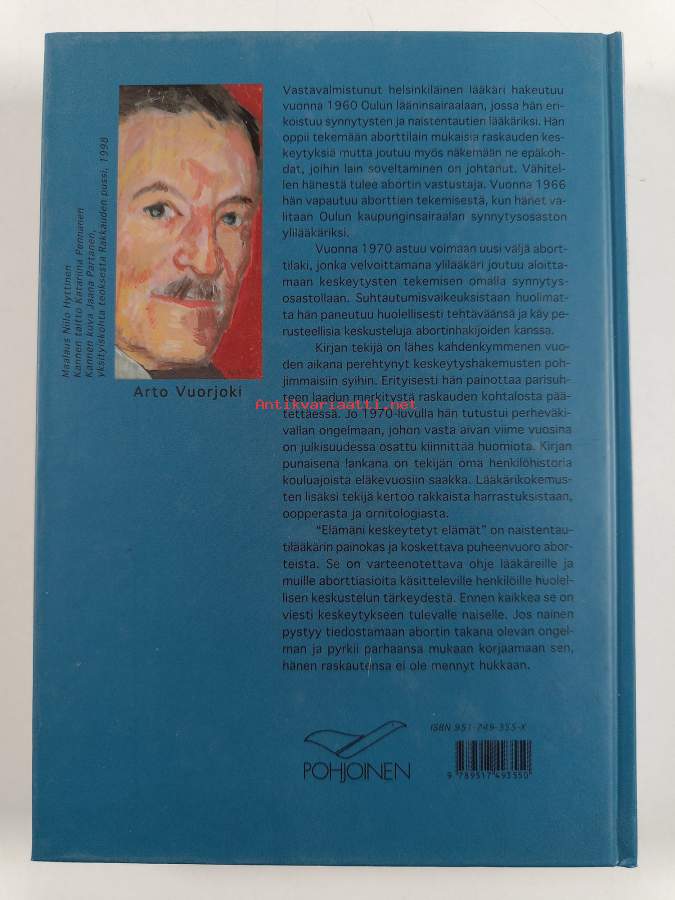 Vastavalmistunut helsinkiläinen lääkäri hakeutuu
vuonna 1960 Oulun lääninsairaalaan, jossa hän eri-
koistuu synnytysten ja naistentautien lääkäriksi. Hän
oppii tekemään aborttilain mukaisia raskauden kes-
keytyksiä mutta joutuu myös näkemään ne epäkoh-
dat, joihin lain soveltaminen on johtanut. Vähitel-
len hänestä tulee abortin vastustaja. Vuonna 1966
hän vapautuu aborttien tekemisestä, kun hänet va-
litaan Oulun kaupunginsairaalan synnytysosaston
ylilääkäriksi.
Vuonna 1970 astuu voimaan uusi väljä abort-
tilaki, jonka velvoittamana ylilääkäri joutuu aloitta-
maan keskeytysten tekemisen omalla synnytys-
osastollaan. Suhtautumisvaikeuksistaan huolimat-
ta hän paneutuu huolellisesti tehtäväänsä ja käy pe-
rusteellisia keskusteluja abortinhakijoiden kanssa.
Kirjan tekijä on lähes kahdenkymmenen vuo-
den aikana perehtynyt keskeytyshakemusten poh-
jimmaisiin syihin. Erityisesti hän painottaa parisuh-
teen laadun merkitystä raskauden kohtalosta pää-
tettäessä. Jo 1970-luvulla hän tutustui perheväki-
vallan ongelmaan, johon vasta aivan viime vuosina
on julkisuudessa osattu kiinnittää huomiota. Kirjan
punaisena lankana on tekijän oma henkilöhistoria
kouluajoista eläkevuosiin saakka. Lääkärikokemus-
ten lisäksi tekijä kertoo rakkaista harrastuksistaan,
oopperasta ja ornitologiasta.
"Elämäni keskeytetyt elämät" on naistentau-
tilääkärin painokas ja koskettava puheenvuoro abor-
teista. Se on varteenotettava ohje lääkäreille ja
muille aborttiasioita käsitteleville henkilöille huolel-
lisen keskustelun tärkeydestä. Ennen kaikkea se on
viesti keskeytykseen tulevalle naiselle. Jos nainen
pystyy tiedostamaan abortin takana olevan ongel-
man ja pyrkii parhaansa mukaan korjaamaan sen,
hänen raskautensa ei ole mennyt hukkaan.
Maalaus Niilo Hyttinen
Kannen taitto Katariina Pennanen
Kannen kuva Jaana Partanen,
yksityiskohta teoksesta Rakkauden pussi, 1998
Arto Vuorjoki
Antikvariaatti.net
POHJOINEN
ISBN 951-749-355-X
9 789517 493550